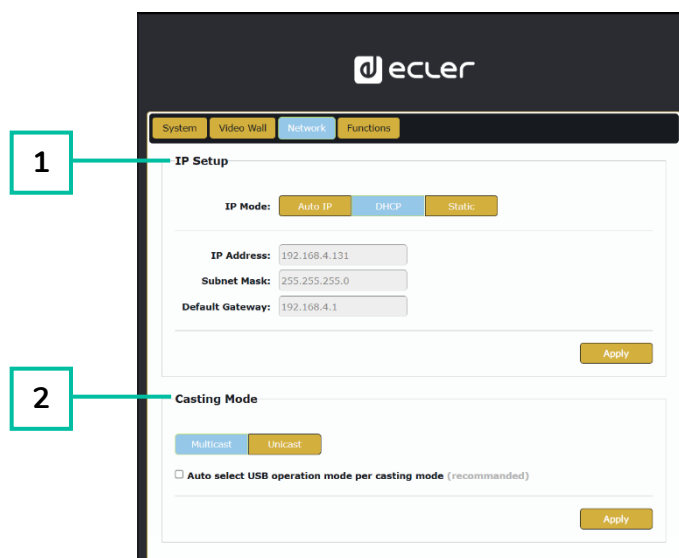 ecler
System Video Wall Network Functions
1
IP Setup
IP Mode: Auto IP DHCP Static
IP Address: 192.168.4.131
Subnet Mask: 255.255.255.0
Default Gateway: 192.168.4.1
Apply
2
Casting Mode
Multicast Unicast
Auto select USB operation mode per casting mode (recommanded)
Apply